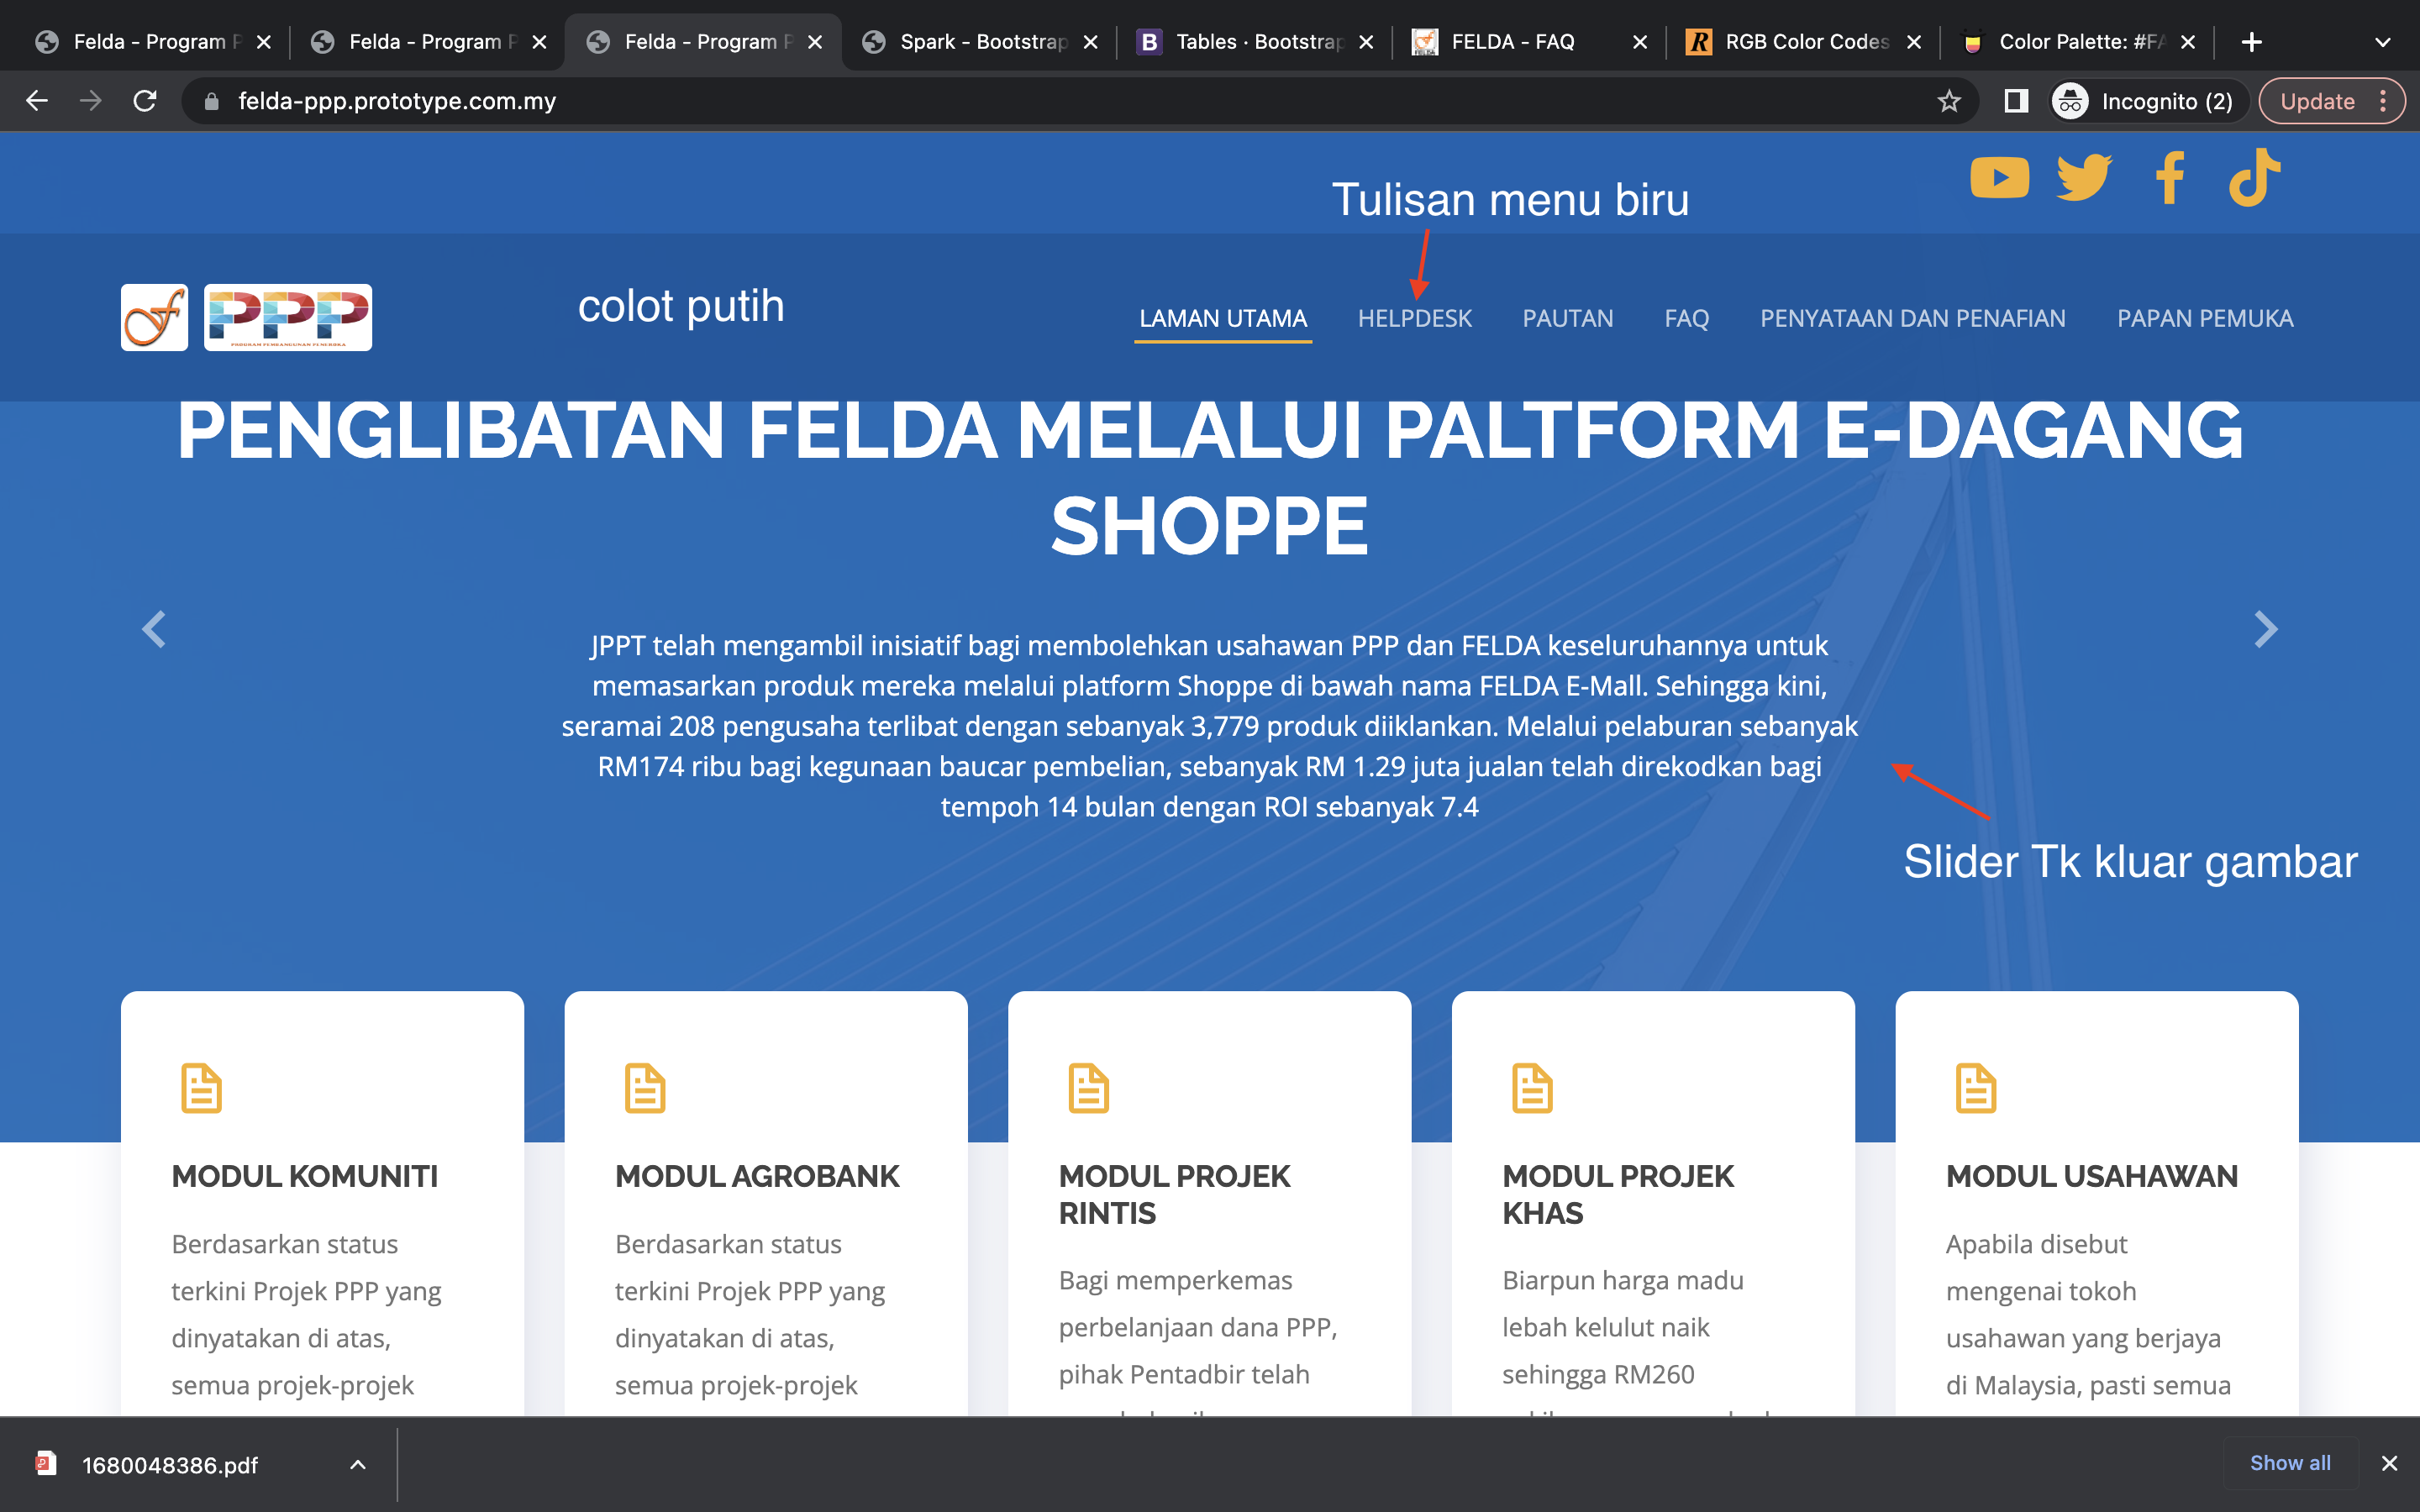 Felda - Program P
Felda - Program P
Felda - Program P
Spark - Bootstrap
B Tables · Bootstrap
FELDA - FAQ
R RGB Color Codes
Color Palette: #FA
felda-ppp.prototype.com.my
Incognito (2)
Update
Tulisan menu biru
PPP
PROGRAM PEMBANGUNAN PENEROKA
colot putih
LAMAN UTAMA
HELPDESK
PAUTAN
FAQ
PENYATAAN DAN PENAFIAN
PAPAN PEMUKA
PENGLIBATAN FELDA MELALUI PALTFORM E-DAGANG
SHOPPE
JPPT telah mengambil inisiatif bagi membolehkan usahawan PPP dan FELDA keseluruhannya untuk
memasarkan produk mereka melalui platform Shoppe di bawah nama FELDA E-Mall. Sehingga kini,
seramai 208 pengusaha terlibat dengan sebanyak 3,779 produk diiklankan. Melalui pelaburan sebanyak
RM174 ribu bagi kegunaan baucar pembelian, sebanyak RM 1.29 juta jualan telah direkodkan bagi
tempoh 14 bulan dengan ROI sebanyak 7.4
Slider Tk kluar gambar
MODUL KOMUNITI
Berdasarkan status
terkini Projek PPP yang
dinyatakan di atas,
semua projek-projek
MODUL AGROBANK
Berdasarkan status
terkini Projek PPP yang
dinyatakan di atas,
semua projek-projek
MODUL PROJEK
RINTIS
Bagi memperkemas
perbelanjaan dana PPP,
pihak Pentadbir telah
MODUL PROJEK
KHAS
Biarpun harga madu
lebah kelulut naik
sehingga RM260
MODUL USAHAWAN
Apabila disebut
mengenai tokoh
usahawan yang berjaya
di Malaysia, pasti semua
1680048386.pdf
Show all